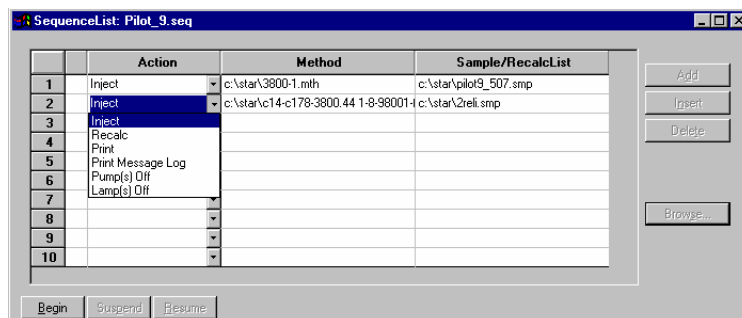 SequenceList: Pilot_9.seq
Action Method Sample/RecalcList
1 Inject c:\star\3800-1.mth c:\star\pilot9_507.smp
2 Inject c:\star\c14-c178-3800.44 1-8-98001- c:\star\2reli.smp
3 Inject
Recalc
4 Print
5 Print Message Log
6 Pump(s) Off
Lamp(s) Off
7
8
9
10
Add
Insert
Delete
Browse...
Begin Suspend Resume